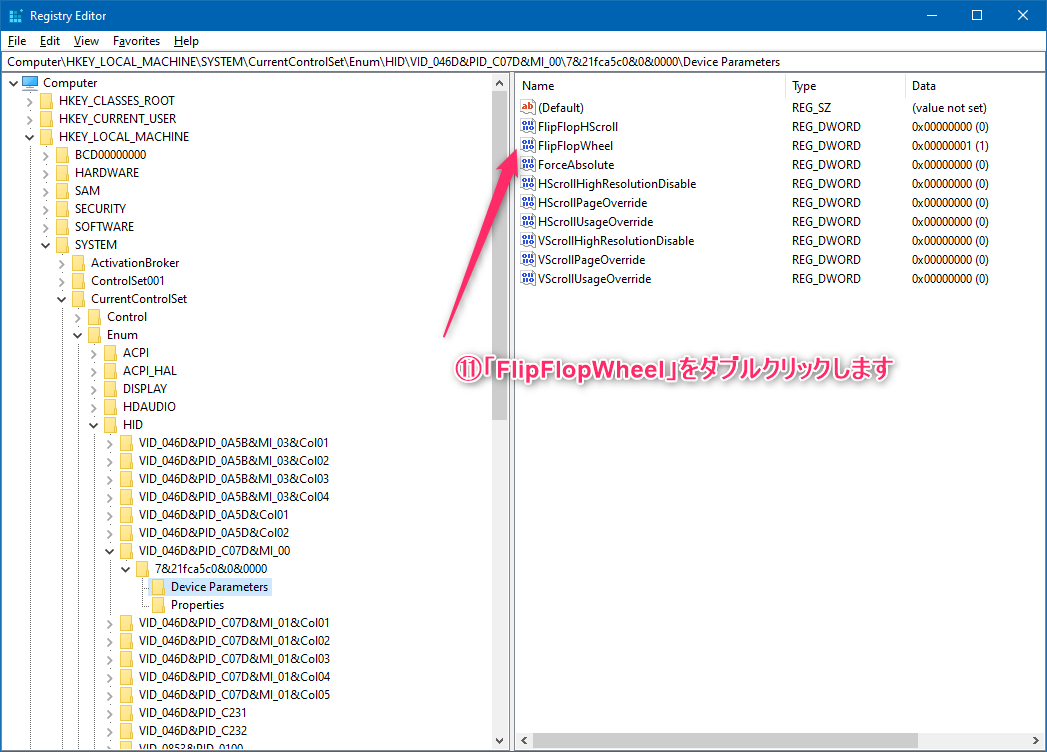 Registry Editor
File Edit View Favorites Help
Computer\HKEY_LOCAL_MACHINE\SYSTEM\CurrentControlSet\Enum\HID\VID_046D&PID_C07D&MI_00\7&21fca5c0&0&0000\Device Parameters
Computer
HKEY_CLASSES_ROOT
HKEY_CURRENT_USER
HKEY_LOCAL_MACHINE
BCD00000000
HARDWARE
SAM
SECURITY
SOFTWARE
SYSTEM
ActivationBroker
ControlSet001
CurrentControlSet
Control
Enum
ACPI
ACPI_HAL
DISPLAY
HDAUDIO
HID
VID_046D&PID_0A5B&MI_03&Col01
VID_046D&PID_0A5B&MI_03&Col02
VID_046D&PID_0A5B&MI_03&Col03
VID_046D&PID_0A5B&MI_03&Col04
VID_046D&PID_0A5D&Col01
VID_046D&PID_0A5D&Col02
VID_046D&PID_C07D&MI_00
7&21fca5c0&0&0000
Device Parameters
Properties
VID_046D&PID_C07D&MI_01&Col01
VID_046D&PID_C07D&MI_01&Col02
VID_046D&PID_C07D&MI_01&Col03
VID_046D&PID_C07D&MI_01&Col04
VID_046D&PID_C07D&MI_01&Col05
VID_046D&PID_C231
VID_046D&PID_C232
VID_0853&PID_0100
Name Type Data
(Default) REG_SZ (value not set)
FlipFlopHScroll REG_DWORD 0x00000000 (0)
FlipFlopWheel REG_DWORD 0x00000001 (1)
ForceAbsolute REG_DWORD 0x00000000 (0)
HScrollHighResolutionDisable REG_DWORD 0x00000000 (0)
HScrollPageOverride REG_DWORD 0x00000000 (0)
HScrollUsageOverride REG_DWORD 0x00000000 (0)
VScrollHighResolutionDisable REG_DWORD 0x00000000 (0)
VScrollPageOverride REG_DWORD 0x00000000 (0)
VScrollUsageOverride REG_DWORD 0x00000000 (0)
⑪「FlipFlopWheel」をダブルクリックします